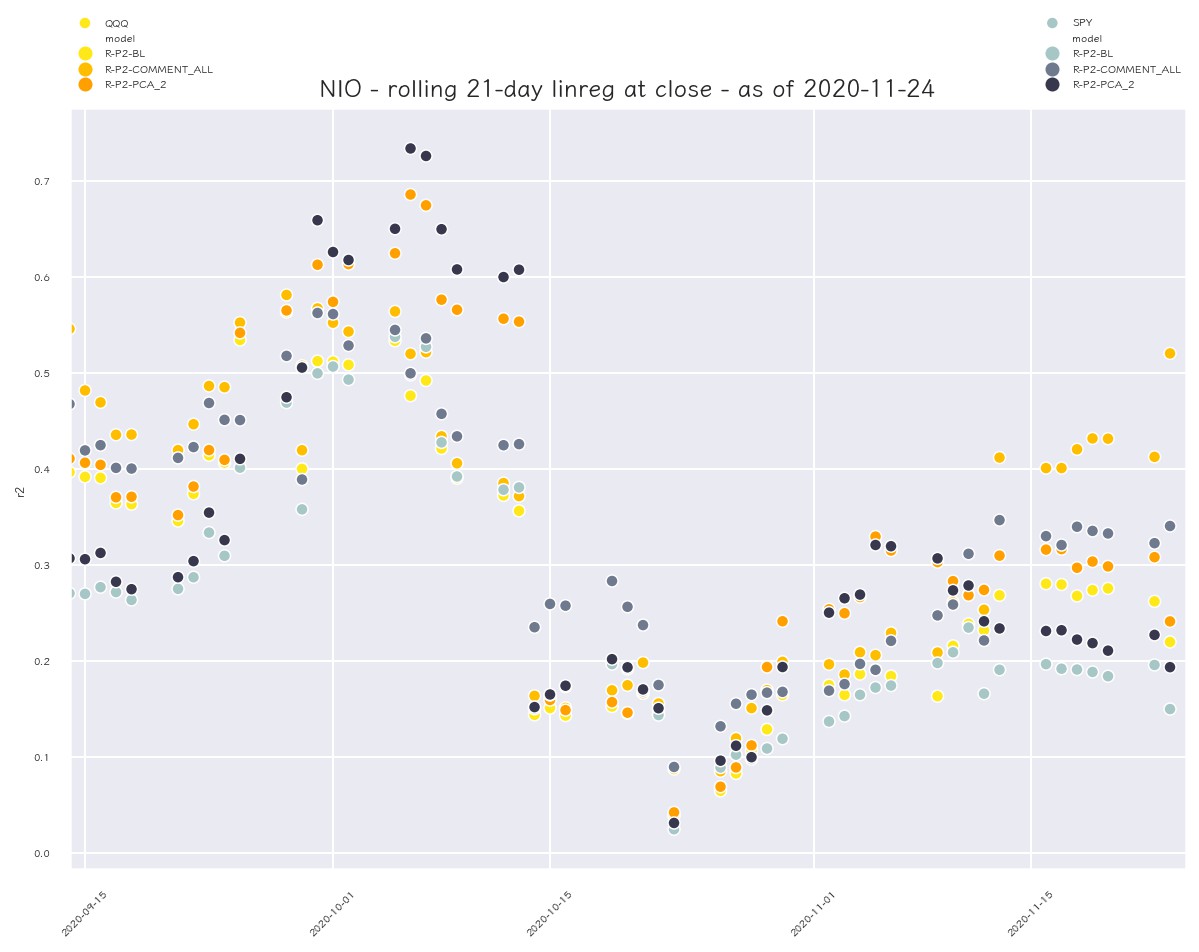 QQQ
model
R-P2-BL
R-P2-COMMENT_ALL
R-P2-PCA_2
SPY
model
R-P2-BL
R-P2-COMMENT_ALL
R-P2-PCA_2
NIO - rolling 21-day linreg at close - as of 2020-11-24
0.7
0.6
0.5
0.4
0.3
0.2
0.1
0.0
r2
2020-09-15
2020-10-01
2020-10-15
2020-11-01
2020-11-15